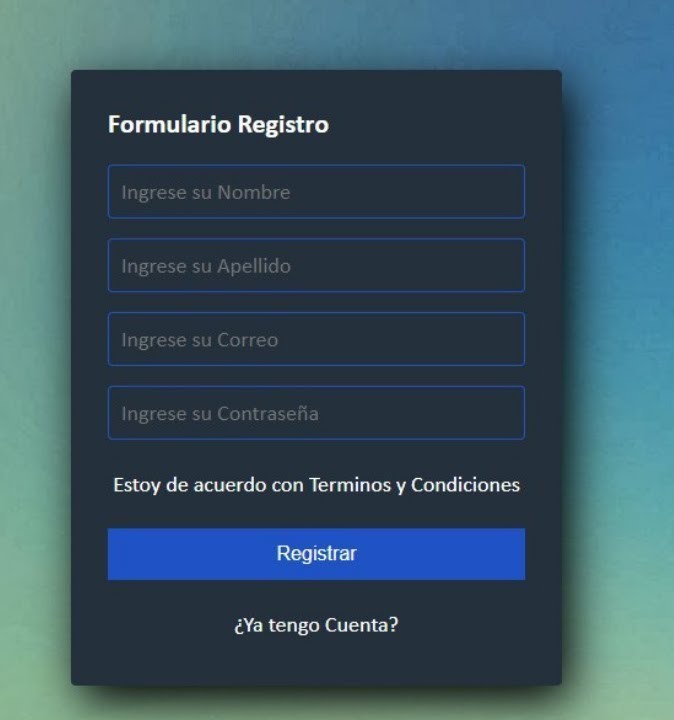 Formulario Registro
Ingrese su Nombre
Ingrese su Apellido
Ingrese su Correo
Ingrese su Contraseña
Estoy de acuerdo con Terminos y Condiciones
Registrar
¿Ya tengo Cuenta?